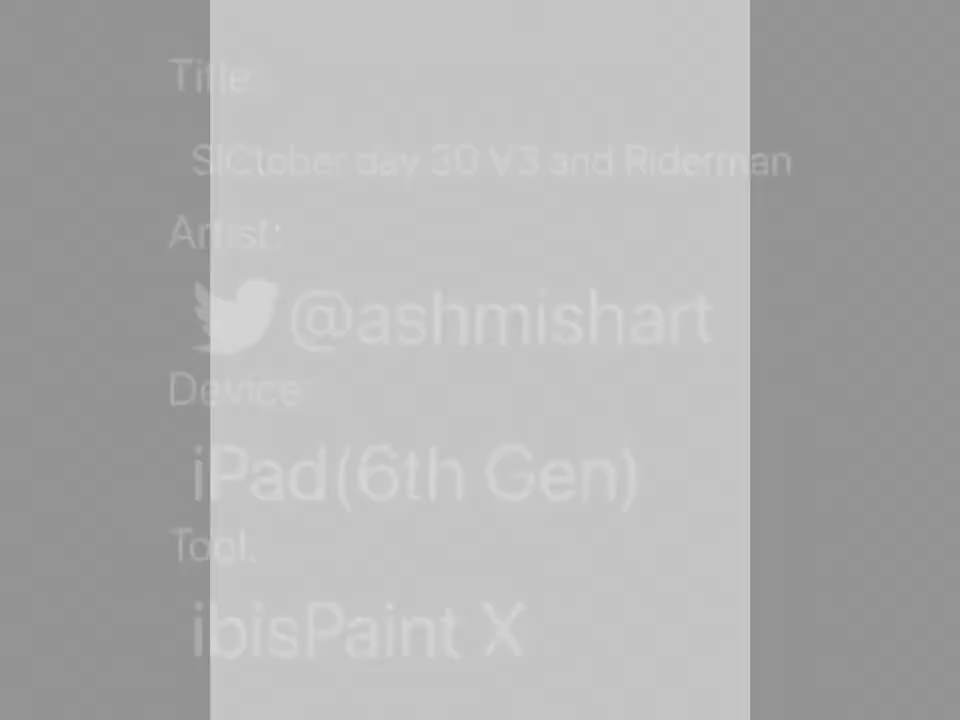 Title:
SICtober day 30 V3 and Riderman
Artist:
@ashmishart
Device:
iPad(6th Gen)
Tool:
ibisPaint X